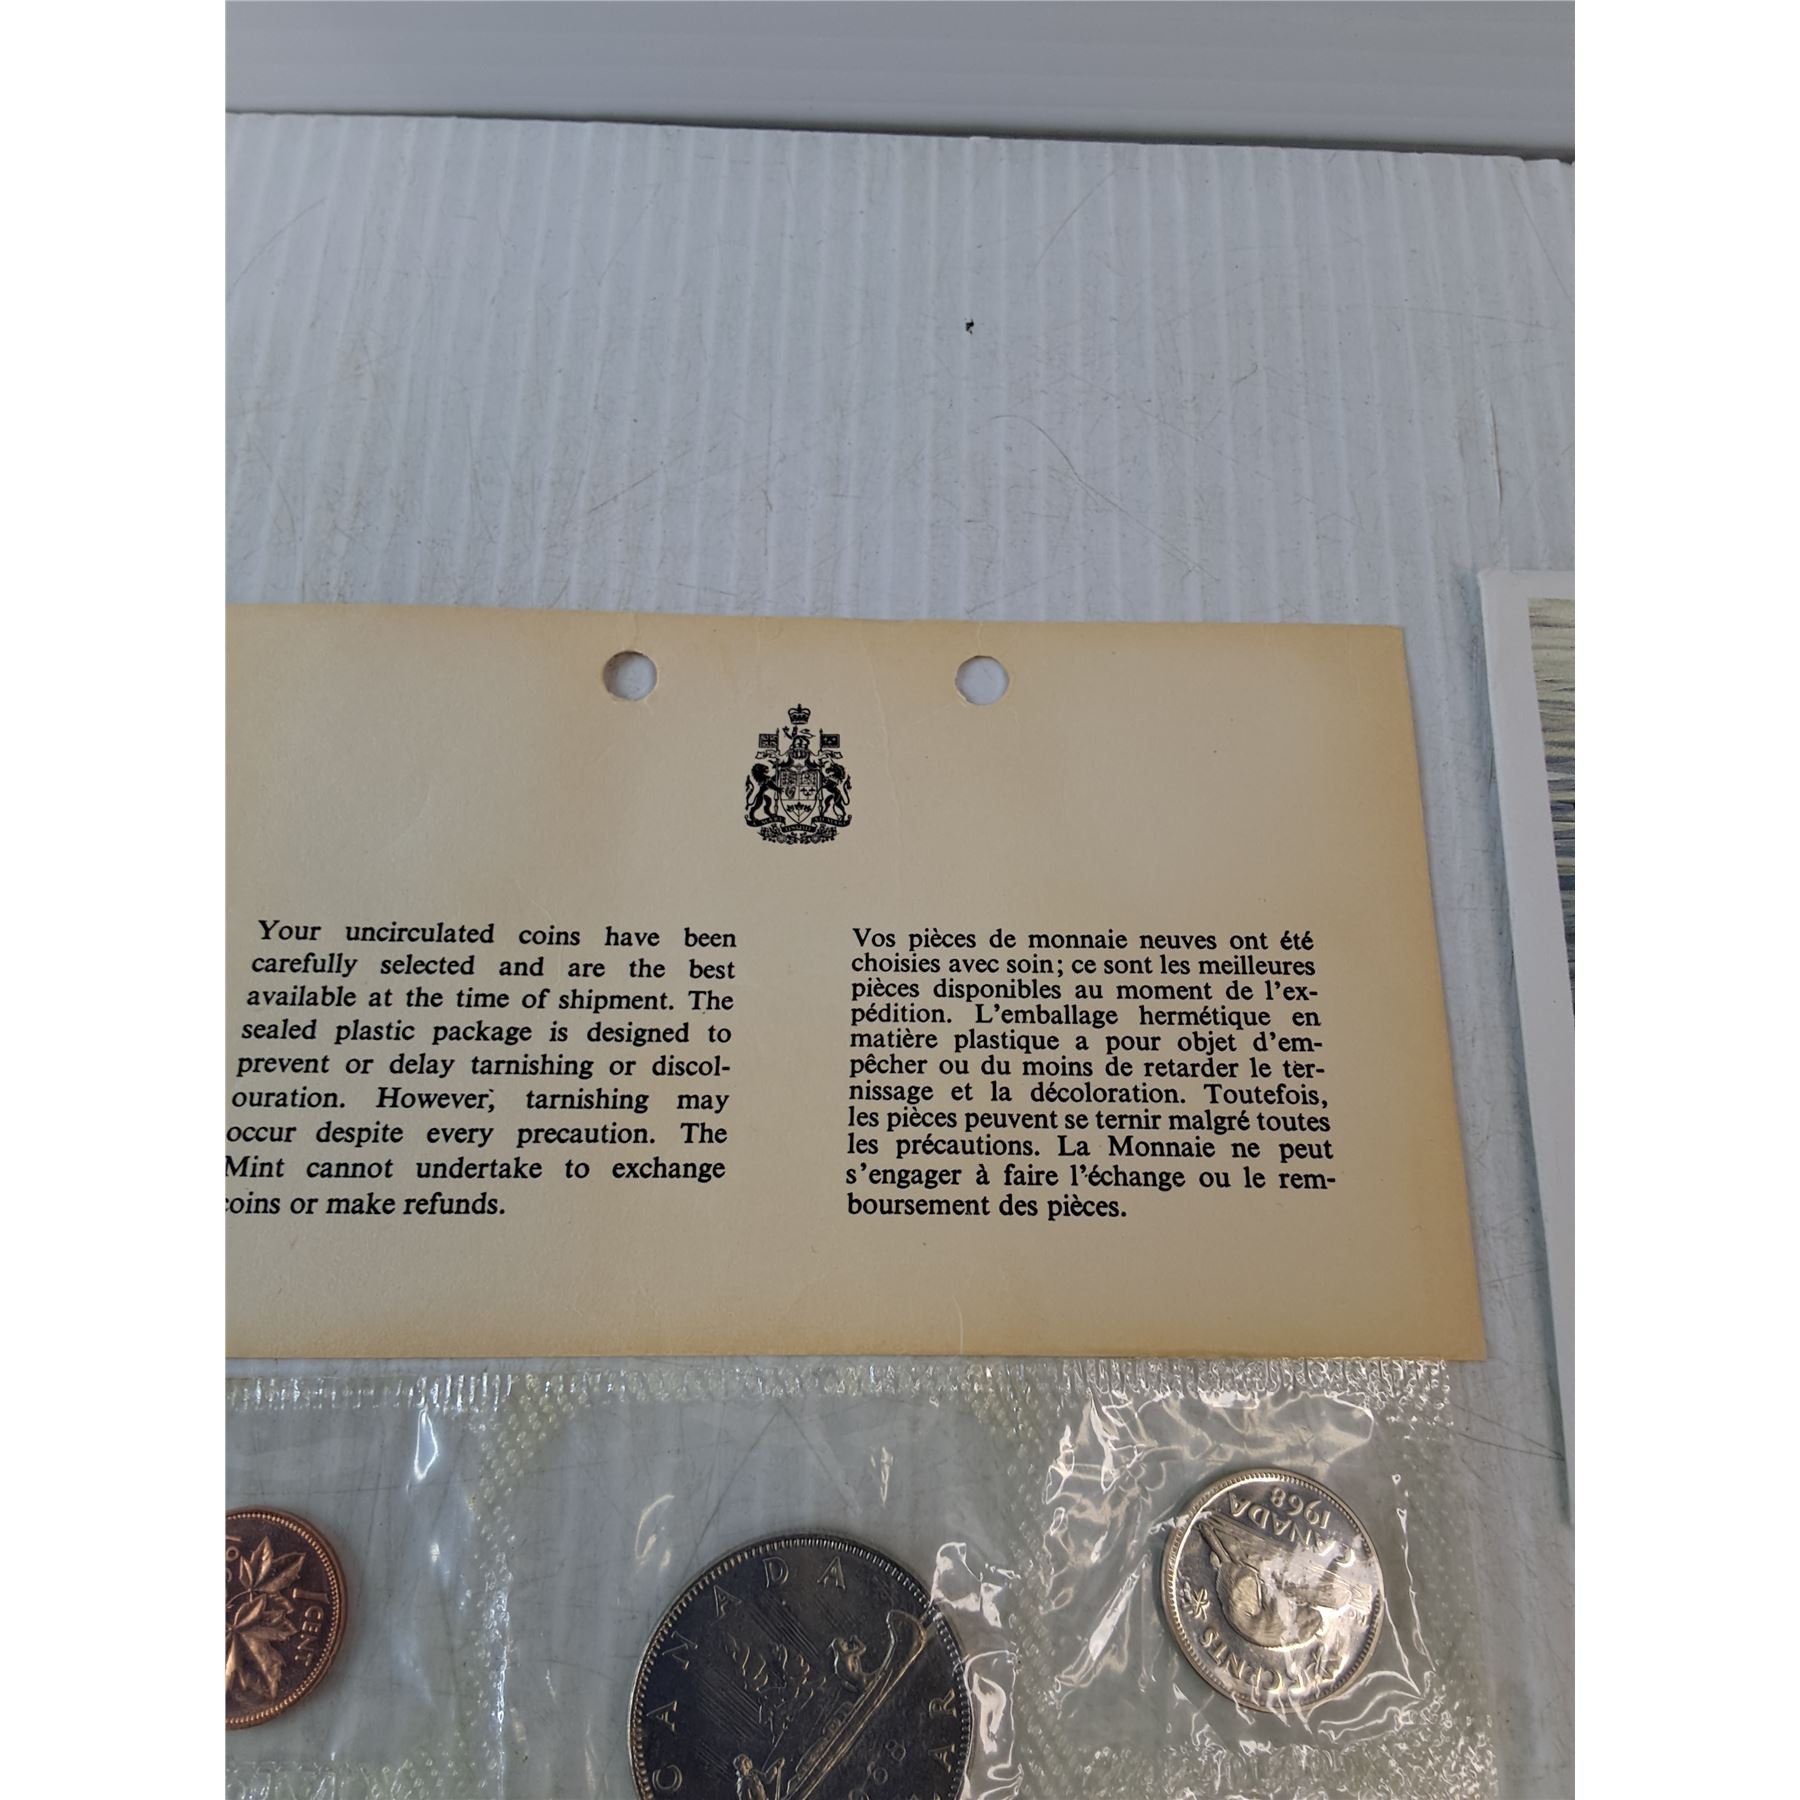 Your uncirculated coins have been
carefully selected and are the best
available at the time of shipment. The
sealed plastic package is designed to
prevent or delay tarnishing or discol-
ouration. However, tarnishing may
occur despite every precaution. The
Mint cannot undertake to exchange
coins or make refunds.
Vos pièces de monnaie neuves ont été
choisies avec soin; ce sont les meilleures
pièces disponibles au moment de l'ex-
pédition. L'emballage hermétique en
matière plastique a pour objet d'em-
pêcher ou du moins de retarder le ter-
nissage et la décoloration. Toutefois,
les pièces peuvent se ternir malgré toutes
les précautions. La Monnaie ne peut
s'engager à faire l'échange ou le rem-
boursement des pièces.
1 CENT
CANADA
CANADA
1968
5 CENTS